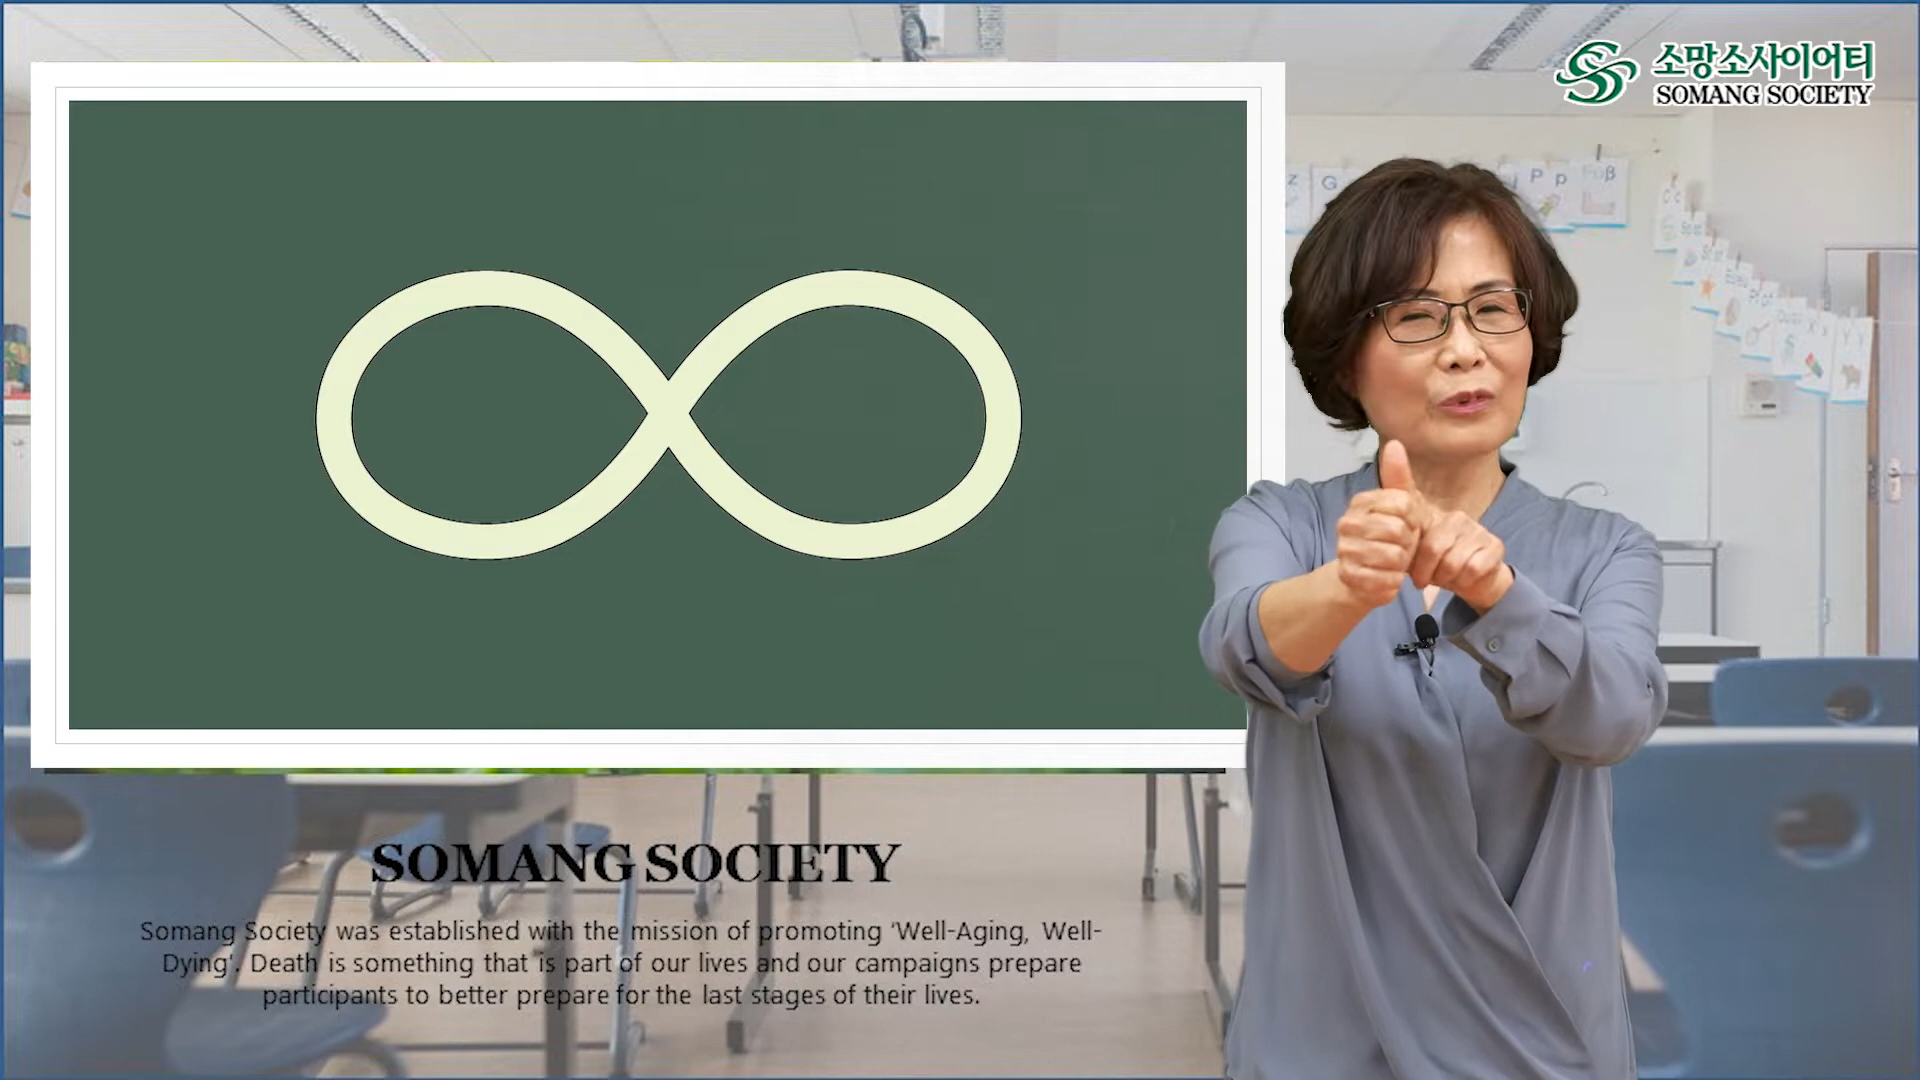 소망소사이어티
SOMANG SOCIETY
z G
P p
ß
SOMANG SOCIETY
Somang Society was established with the mission of promoting ‘Well-Aging, Well-
Dying’. Death is something that is part of our lives and our campaigns prepare
participants to better prepare for the last stages of their lives.